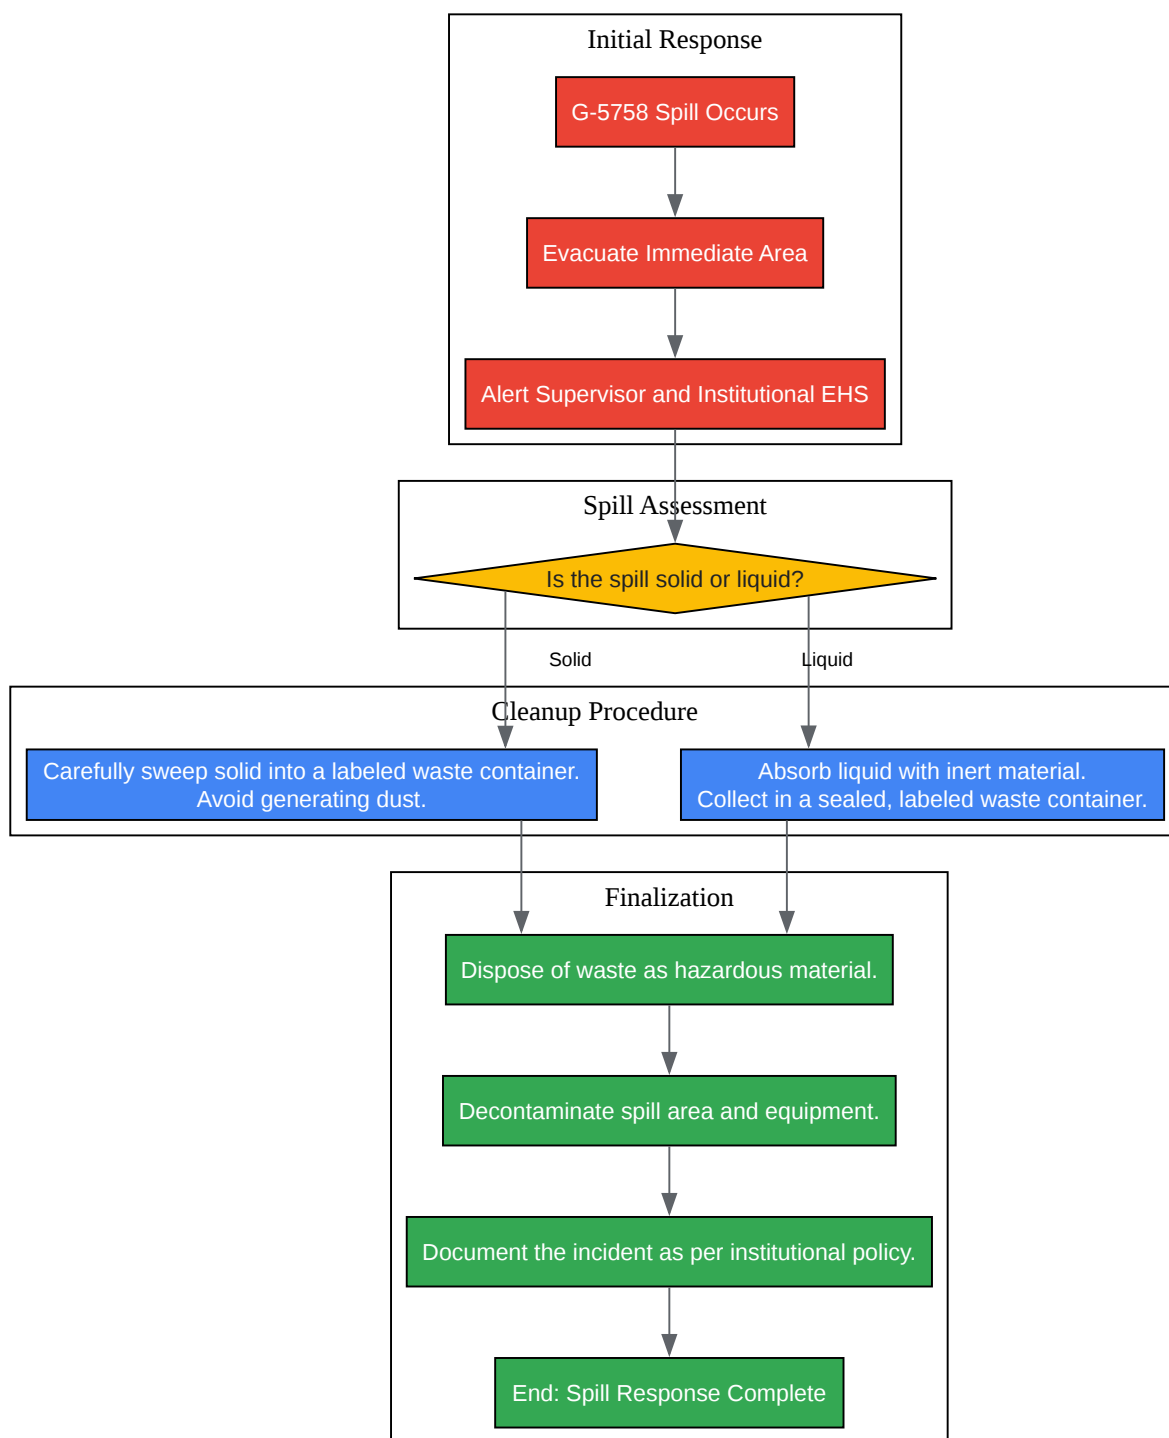 Initial Response
G-5758 Spill Occurs
Evacuate Immediate Area
Alert Supervisor and Institutional EHS
Spill Assessment
Is the spill solid or liquid?
Solid
Liquid
Cleanup Procedure
Carefully sweep solid into a labeled waste container.
Avoid generating dust.
Absorb liquid with inert material.
Collect in a sealed, labeled waste container.
Finalization
Dispose of waste as hazardous material.
Decontaminate spill area and equipment.
Document the incident as per institutional policy.
End: Spill Response Complete